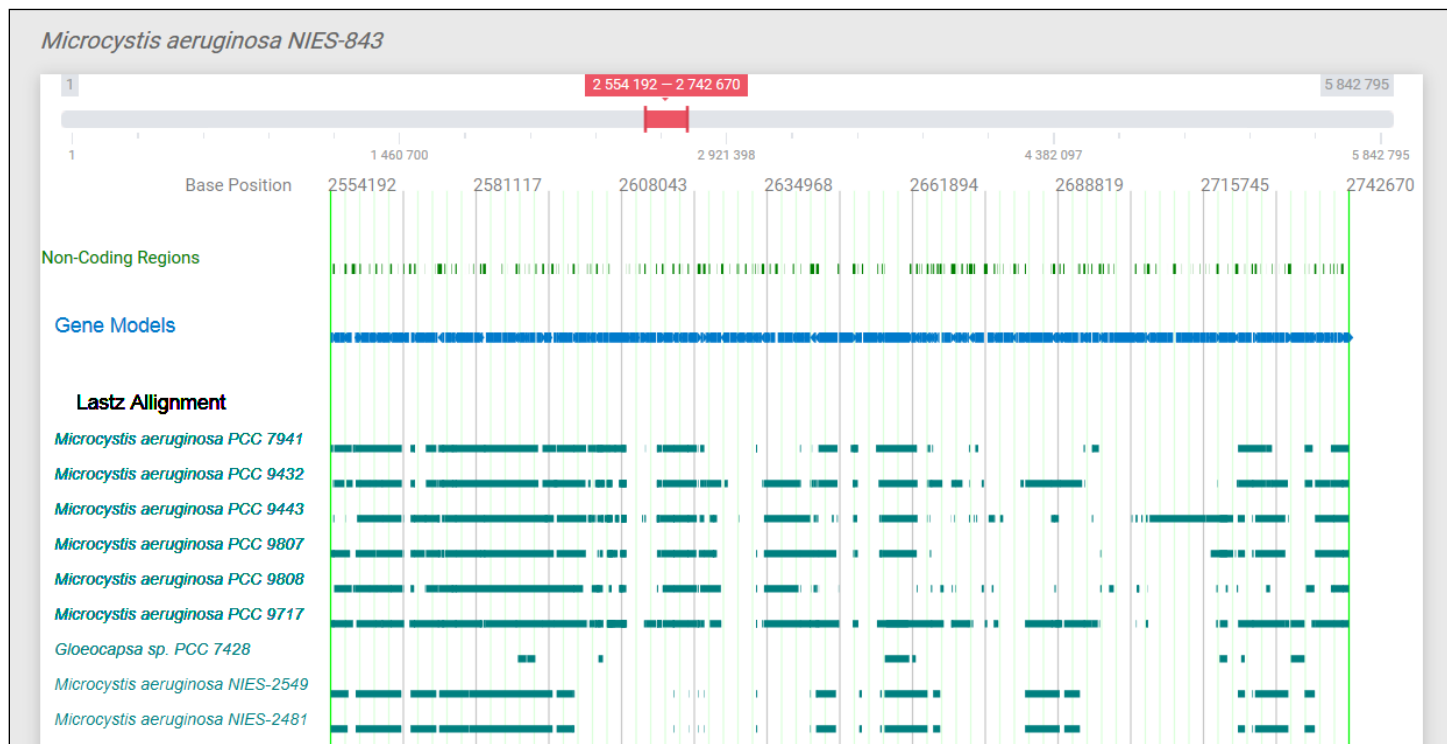 Microcystis aeruginosa NIES-843
1 2 554 192 – 2 742 670 5 842 795
1 1 460 700 2 921 398 4 382 097 5 842 795
Base Position 2554192 2581117 2608043 2634968 2661894 2688819 2715745 2742670
Non-Coding Regions
Gene Models
Lastz Allignment
Microcystis aeruginosa PCC 7941
Microcystis aeruginosa PCC 9432
Microcystis aeruginosa PCC 9443
Microcystis aeruginosa PCC 9807
Microcystis aeruginosa PCC 9808
Microcystis aeruginosa PCC 9717
Gloeocapsa sp. PCC 7428
Microcystis aeruginosa NIES-2549
Microcystis aeruginosa NIES-2481